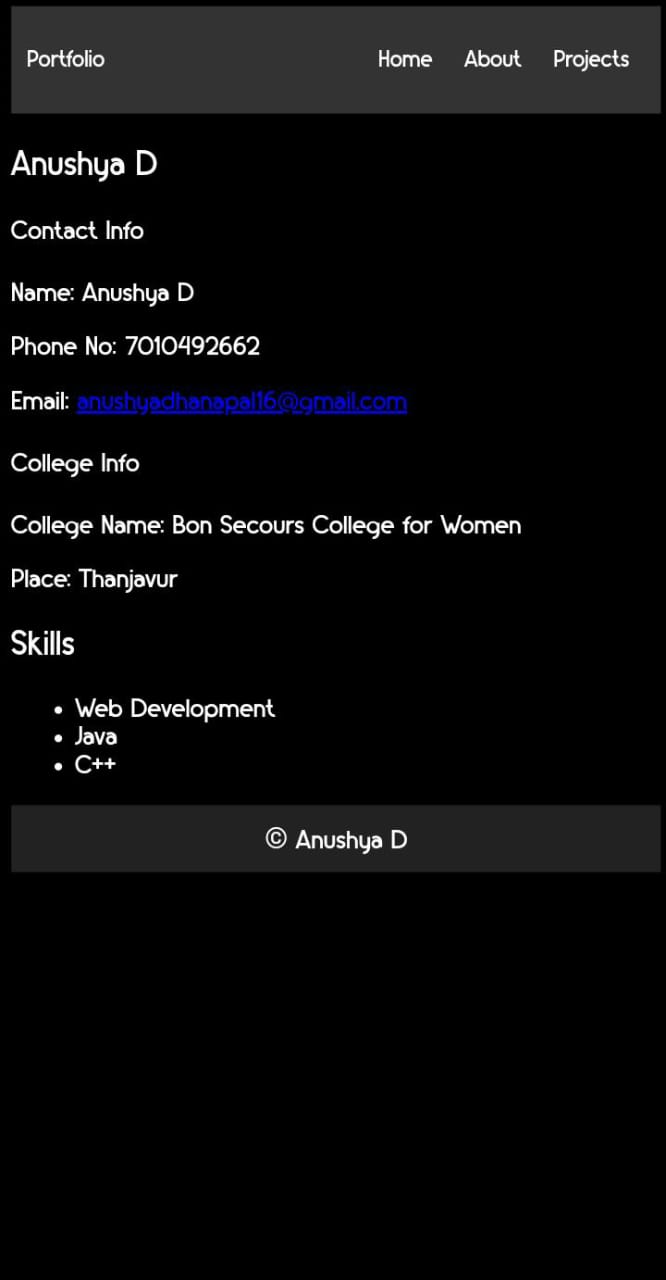 Portfolio Home About Projects
Anushya D
Contact Info
Name: Anushya D
Phone No: 7010492662
Email: anushyadhanapal16@gmail.com
College Info
College Name: Bon Secours College for Women
Place: Thanjavur
Skills
• Web Development
• Java
• C++
© Anushya D